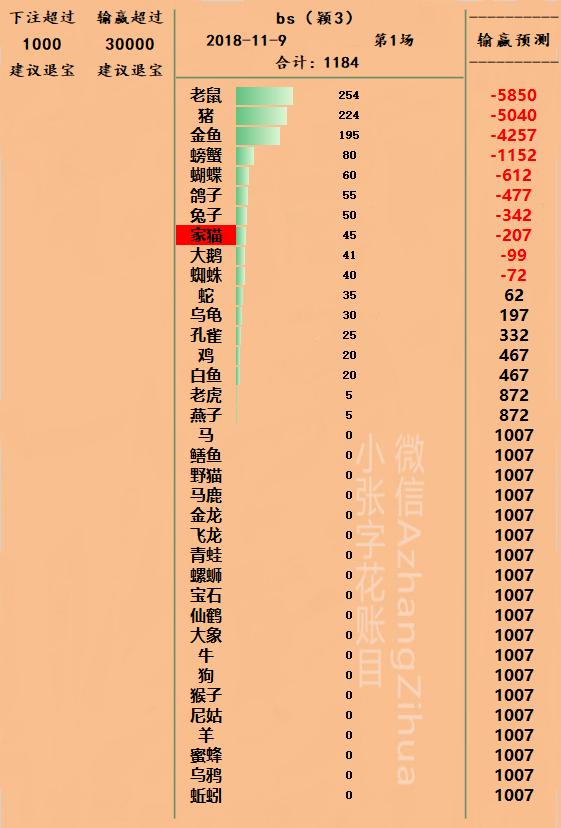 下注超过 输赢超过
1000 30000
建议退宝 建议退宝
bs（颖3）
2018-11-9 第1场
合计：1184
----------
输赢预测
----------
老鼠 254 -5850
猪 224 -5040
金鱼 195 -4257
螃蟹 80 -1152
蝴蝶 60 -612
鸽子 55 -477
兔子 50 -342
家猫 45 -207
大鹅 41 -99
蜘蛛 40 -72
蛇 35 62
乌龟 30 197
孔雀 25 332
鸡 20 467
白鱼 20 467
老虎 5 872
燕子 5 872
马 0 1007
鳝鱼 0 1007
野猫 0 1007
马鹿 0 1007
金龙 0 1007
飞龙 0 1007
青蛙 0 1007
螺蛳 0 1007
宝石 0 1007
仙鹤 0 1007
大象 0 1007
牛 0 1007
狗 0 1007
猴子 0 1007
尼姑 0 1007
羊 0 1007
蜜蜂 0 1007
乌鸦 0 1007
蚯蚓 0 1007
微信AzhangZihua
小张字花账目